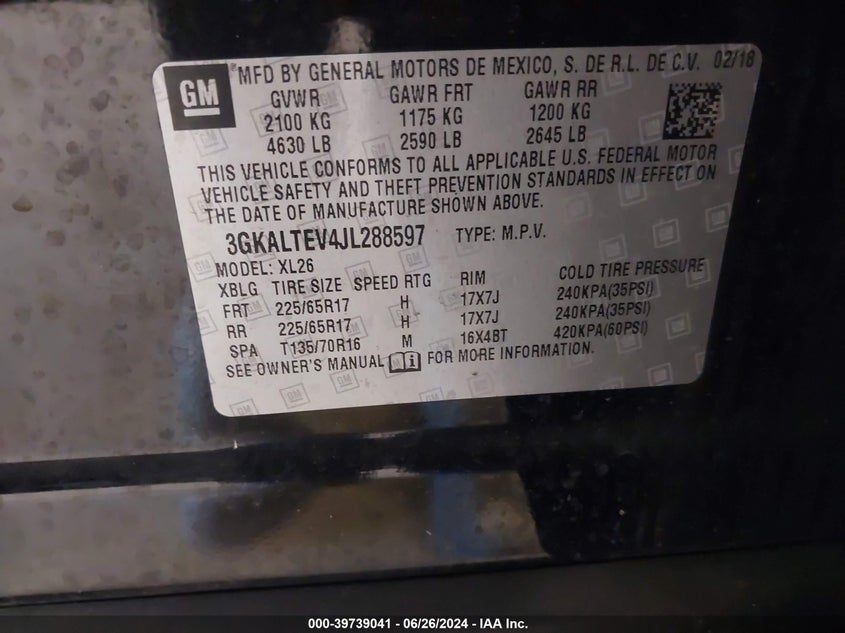 GM
®MFD BY GENERAL MOTORS DE MEXICO, S. DE R.L. DE C.V. 02/18
GVWR GAWR FRT GAWR RR
2100 KG 1175 KG 1200 KG
4630 LB 2590 LB 2645 LB
THIS VEHICLE CONFORMS TO ALL APPLICABLE U.S. FEDERAL MOTOR
VEHICLE SAFETY AND THEFT PREVENTION STANDARDS IN EFFECT ON
THE DATE OF MANUFACTURE SHOWN ABOVE.
3GKALTEV4JL288597 TYPE: M.P.V.
MODEL: XL26
XBLG TIRE SIZE SPEED RTG RIM COLD TIRE PRESSURE
FRT 225/65R17 H 17X7J 240KPA(35PSI)
RR 225/65R17 H 17X7J 240KPA(35PSI)
SPA T135/70R16 M 16X4BT 420KPA(60PSI)
SEE OWNER'S MANUAL FOR MORE INFORMATION.
000-39739041 - 06/26/2024 - IAA Inc.